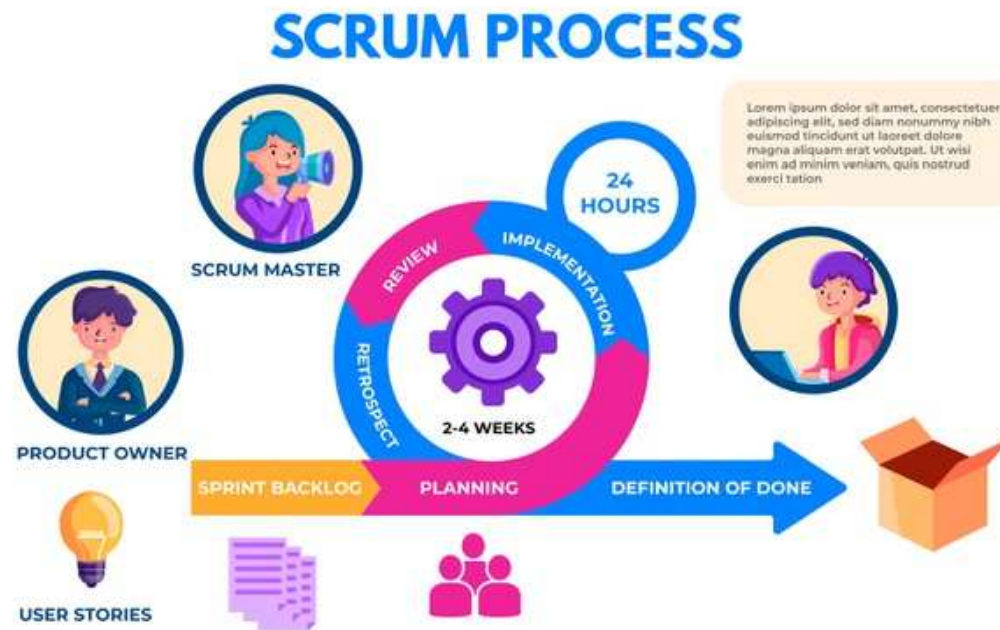 SCRUM PROCESS
Lorem ipsum dolor sit amet, consectetuer
adipiscing elit, sed diam nonummy nibh
euismod tincidunt ut laoreet dolore
magna aliquam erat volutpat. Ut wisi
enim ad minim veniam, quis nostrud
exerci tation
24
HOURS
SCRUM MASTER
REVIEW
IMPLEMENTATION
RETROSPECT
2-4 WEEKS
PRODUCT OWNER
SPRINT BACKLOG
PLANNING
DEFINITION OF DONE
USER STORIES